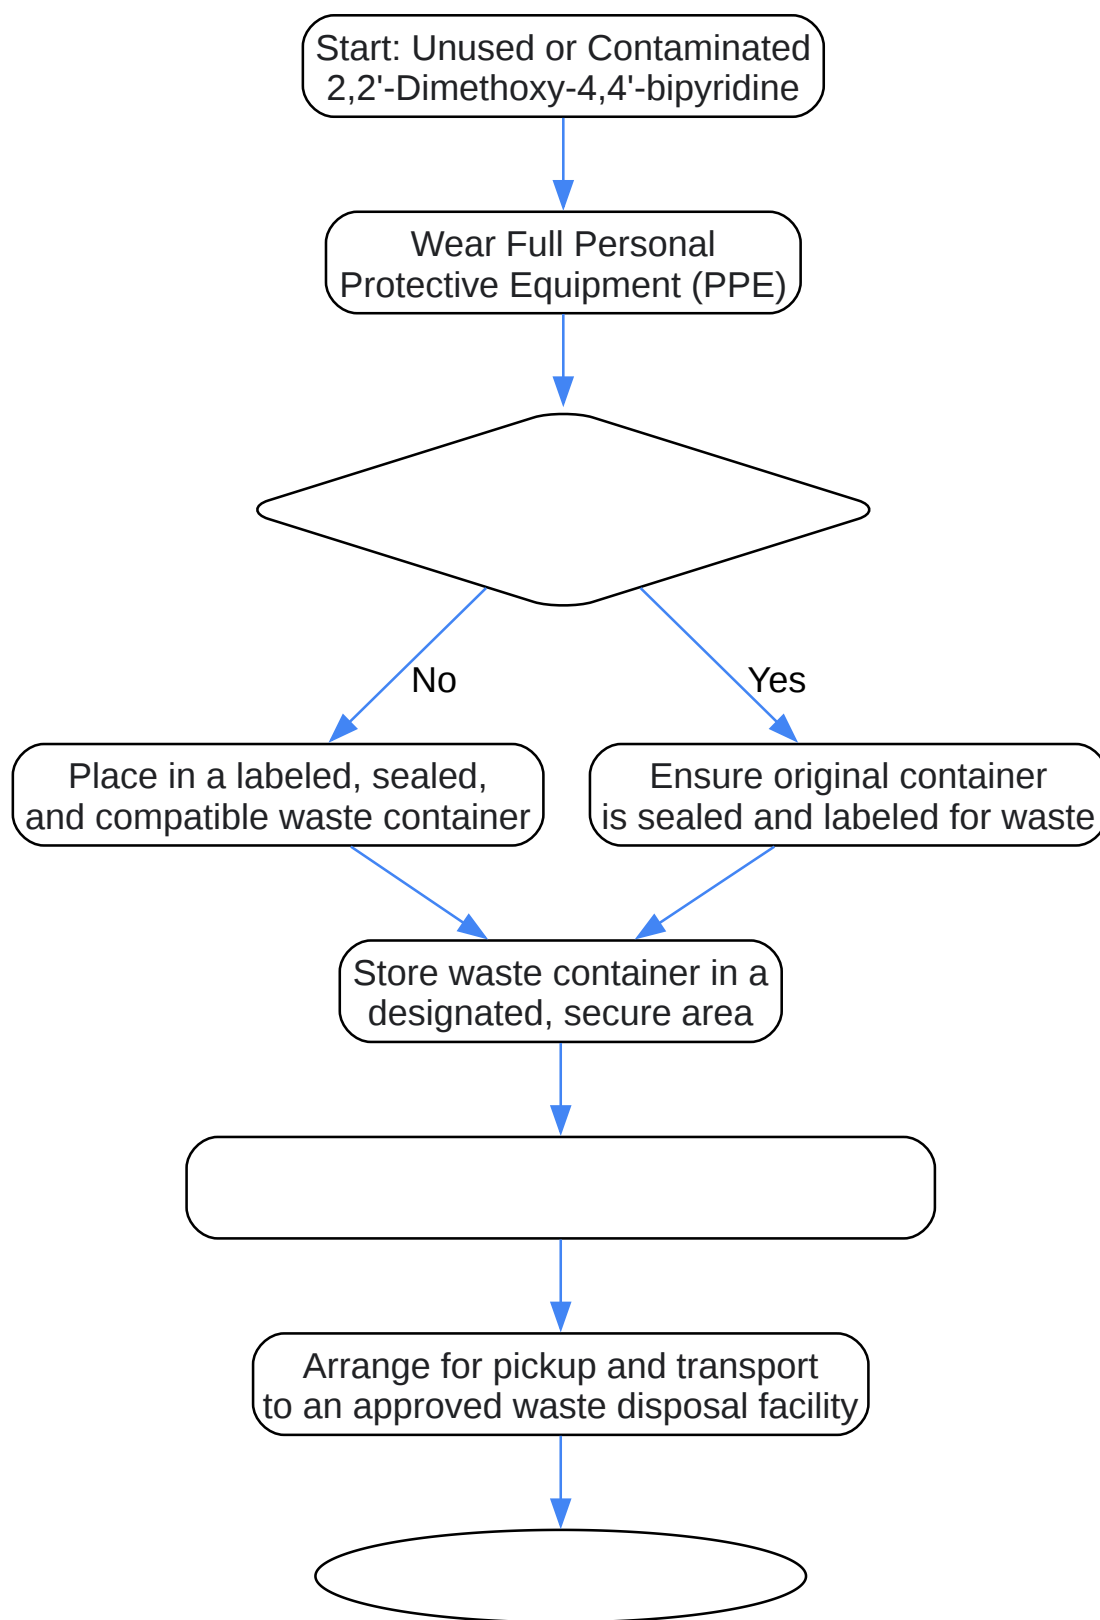 Start: Unused or Contaminated
2,2'-Dimethoxy-4,4'-bipyridine
Wear Full Personal
Protective Equipment (PPE)
No
Yes
Place in a labeled, sealed,
and compatible waste container
Ensure original container
is sealed and labeled for waste
Store waste container in a
designated, secure area
Arrange for pickup and transport
to an approved waste disposal facility